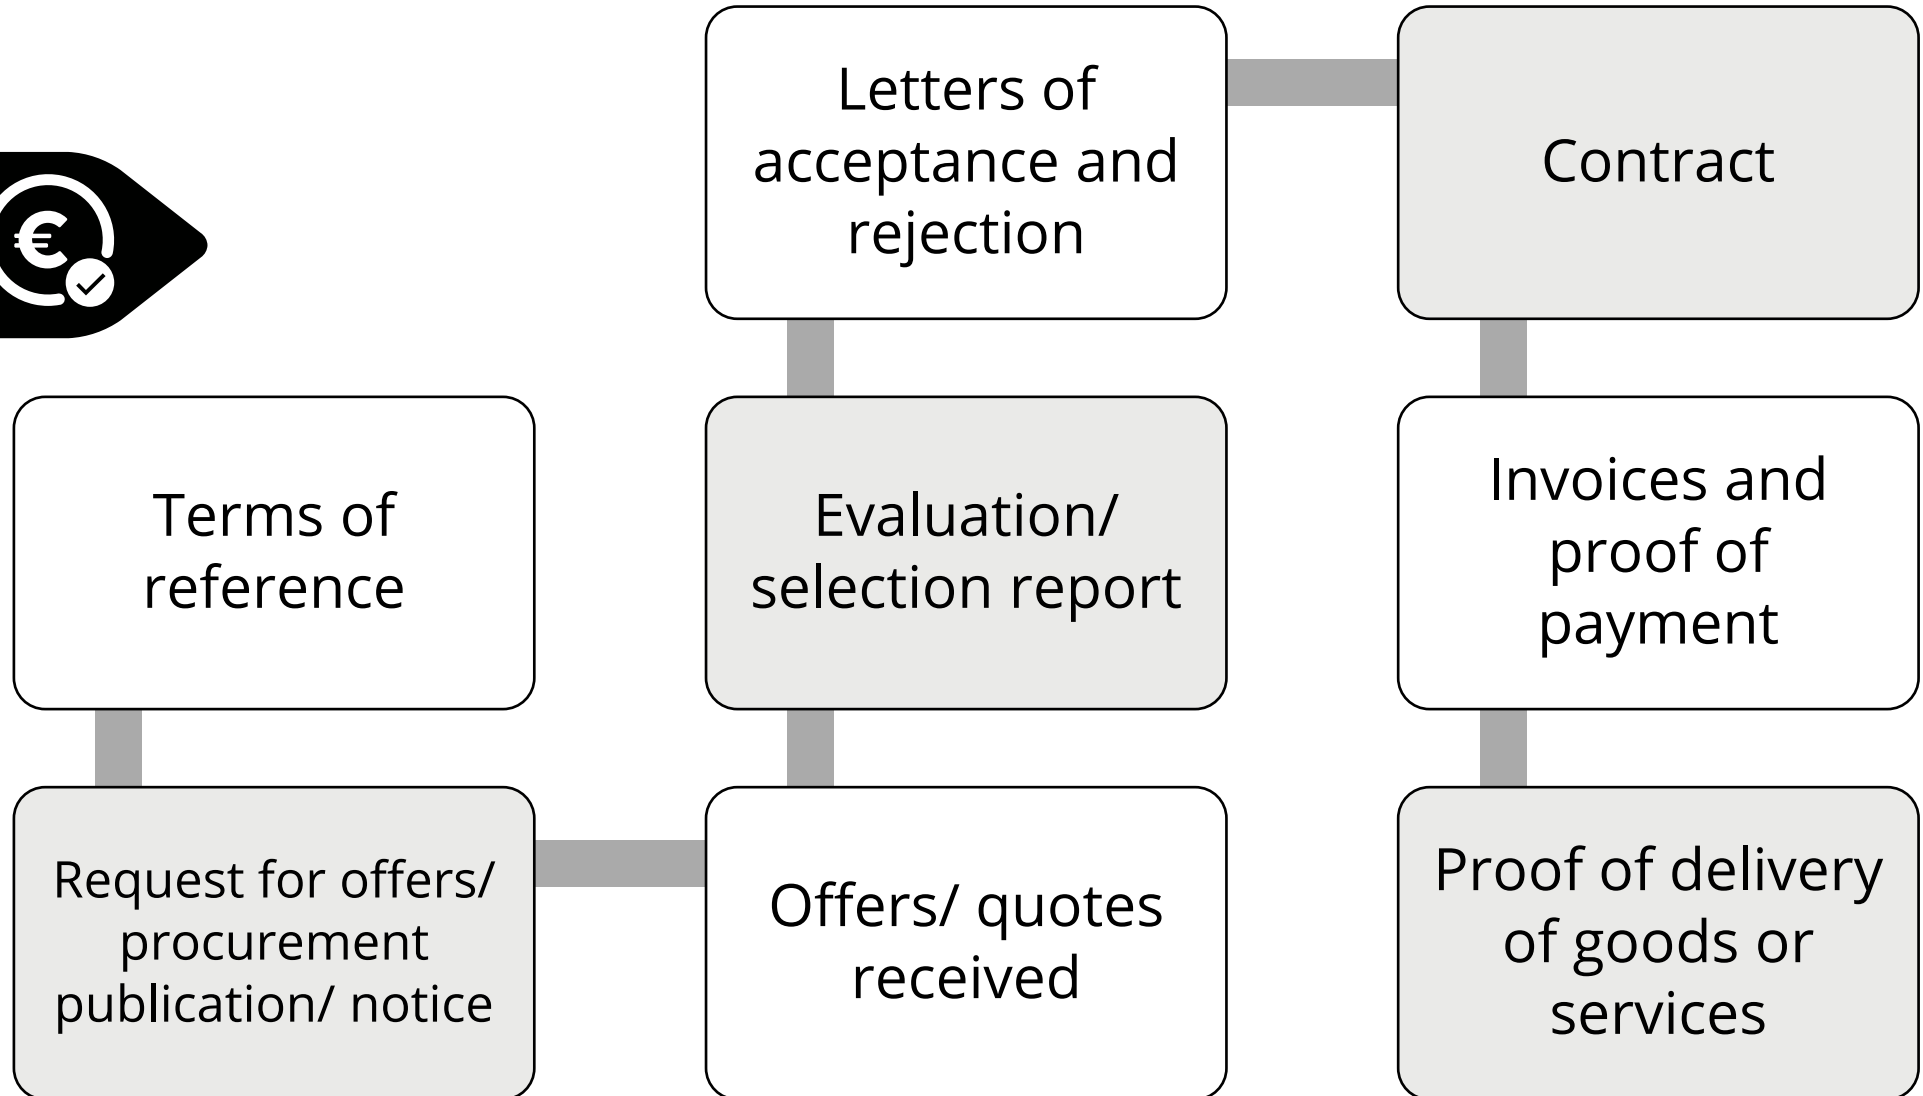 Terms of
reference
Request for offers/
procurement
publication/ notice
Offers/ quotes
received
Evaluation/
selection report
Letters of
acceptance and
rejection
Contract
Invoices and
proof of
payment
Proof of delivery
of goods or
services
€